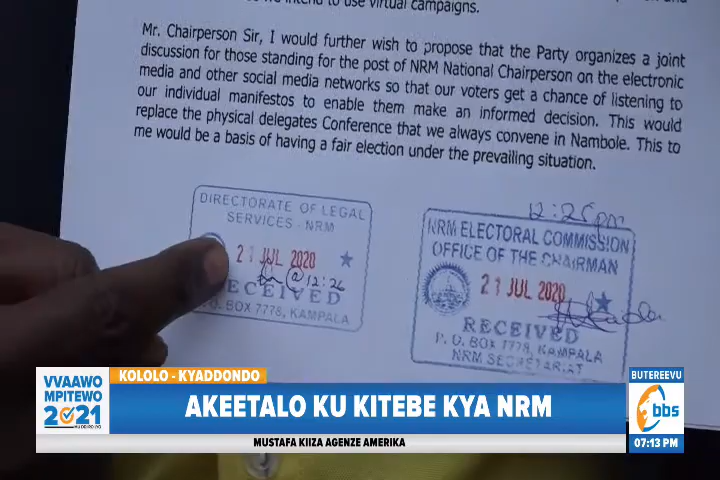 we intend to use virtual campaigns.
Mr. Chairperson Sir, I would further wish to propose that the Party organizes a joint
discussion for those standing for the post of NRM National Chairperson on the electronic
media and other social media networks so that our voters get a chance of listening to
our individual manifestos to enable them make an informed decision. This would
replace the physical delegates Conference that we always convene in Nambole. This to
me would be a basis of having a fair election under the prevailing situation.
DIRECTORATE OF LEGAL
SERVICES - NRM
21 JUL 2020
@ 12:26
RECEIVED
P.O. BOX 7778, KAMPALA
12:25pm
NRM ELECTORAL COMMISSION
OFFICE OF THE CHAIRMAN
21 JUL 2020
RECEIVED
P. O. BOX 7778, KAMPALA
NRM SECRETARIAT
VVAAWO
MPITEWO
2021
KOLOLO - KYADDONDO
AKEETALO KU KITEBE KYA NRM
MUSTAFA KIIZA AGENZE AMERIKA
BUTEREEVU
bbs
07:13 PM